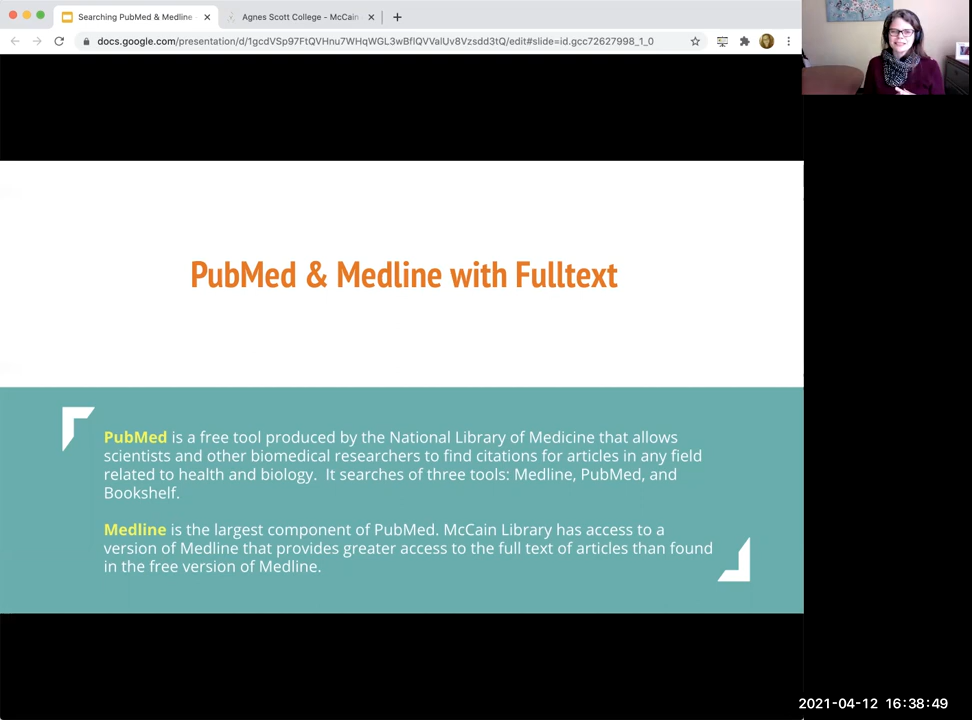 Searching PubMed & Medline
Agnes Scott College - McCain
docs.google.com/presentation/d/1gcdVSp97FtQVHnu7WHqWGL3wBflQVValUv8Vzsdd3tQ/edit#slide=id.gcc72627998_1_0
PubMed & Medline with Fulltext
PubMed is a free tool produced by the National Library of Medicine that allows
scientists and other biomedical researchers to find citations for articles in any field
related to health and biology. It searches of three tools: Medline, PubMed, and
Bookshelf.
Medline is the largest component of PubMed. McCain Library has access to a
version of Medline that provides greater access to the full text of articles than found
in the free version of Medline.
2021-04-12 16:38:49